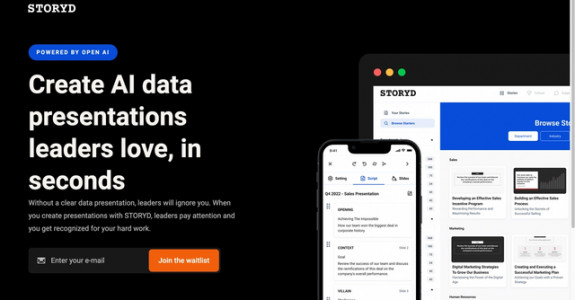 STORYD
POWERED BY OPEN AI
Create AI data
presentations
leaders love, in
seconds
Without a clear data presentation, leaders will ignore you. When
you create presentations with STORYD, leaders pay attention and
you get recognized for your hard work.
Enter your e-mail
Join the waitlist
STORYD
Stories
Your Stories
Browse Starters
Browse Sto
Department
Industry
Sales
Developing an Effective Sales
Incentive Program
Building an Effective Sales
Process
Marketing
Digital Marketing Strategies
To Grow Our Business
Creating and Executing a
Successful Marketing Plan
Human Resources
Setting
Script
Slides
Q4 2022 - Sales Presentation
OPENING
Achieving The Impossible
How our team won the biggest deal in
corporate history.
CONTEXT
Goal
Review the success of our team and discuss
the ramifications of this deal on the
company's overall performance.
VILLAIN